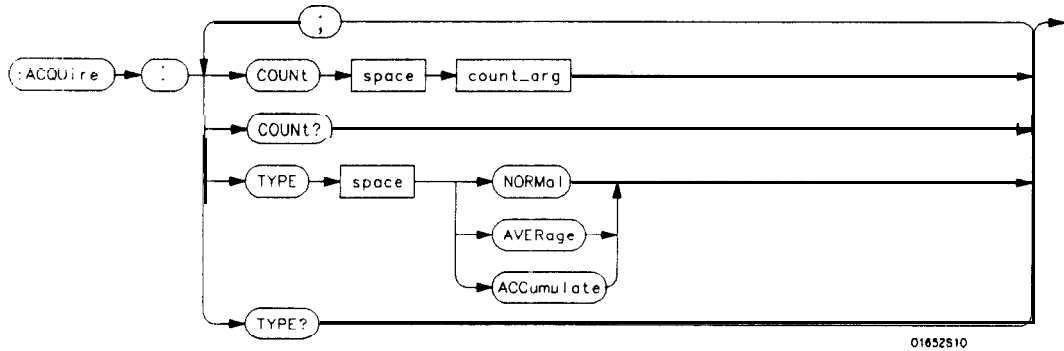 ;
:ACQUire : COUNt space count_arg
COUNt?
TYPE space NORMal
AVERage
ACCumulate
TYPE?
01652S10